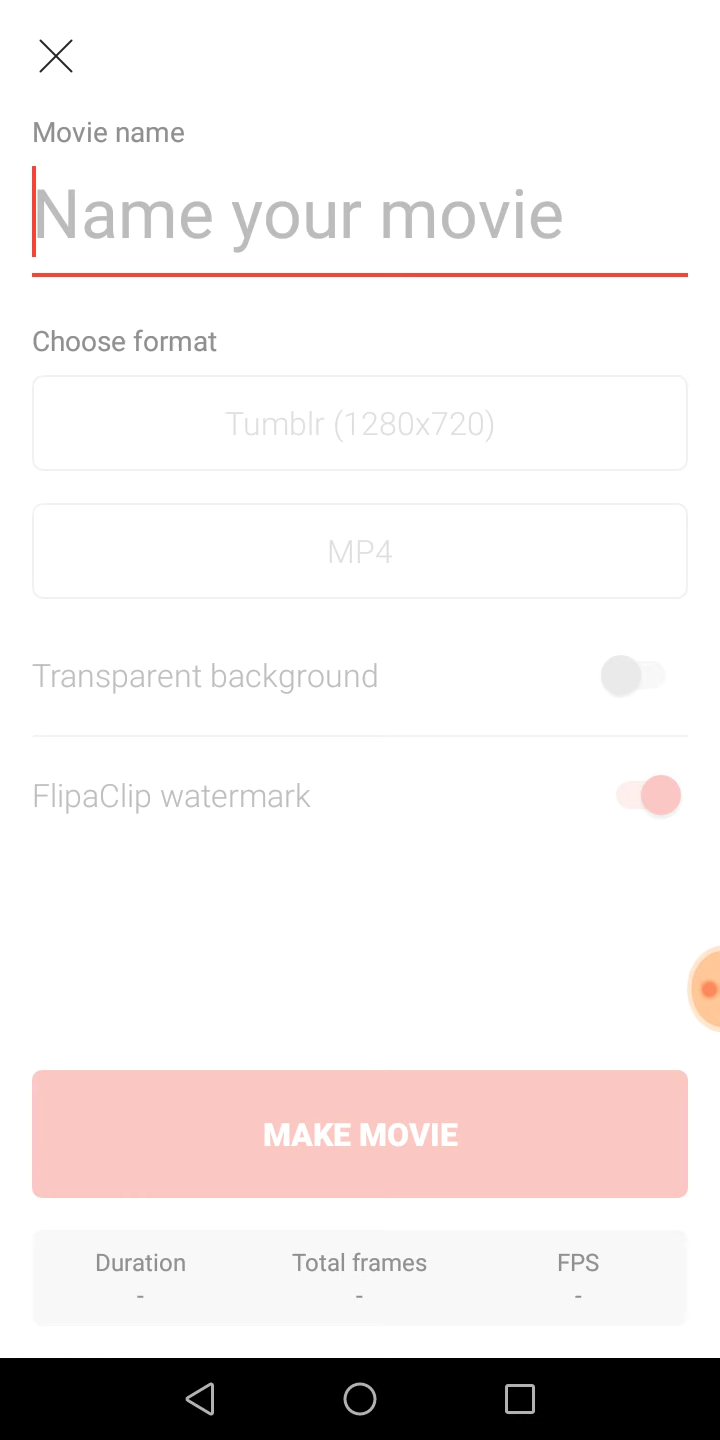 Movie name
Name your movie
Choose format
Tumblr (1280x720)
MP4
Transparent background
FlipaClip watermark
MAKE MOVIE
Duration Total frames FPS
- - -